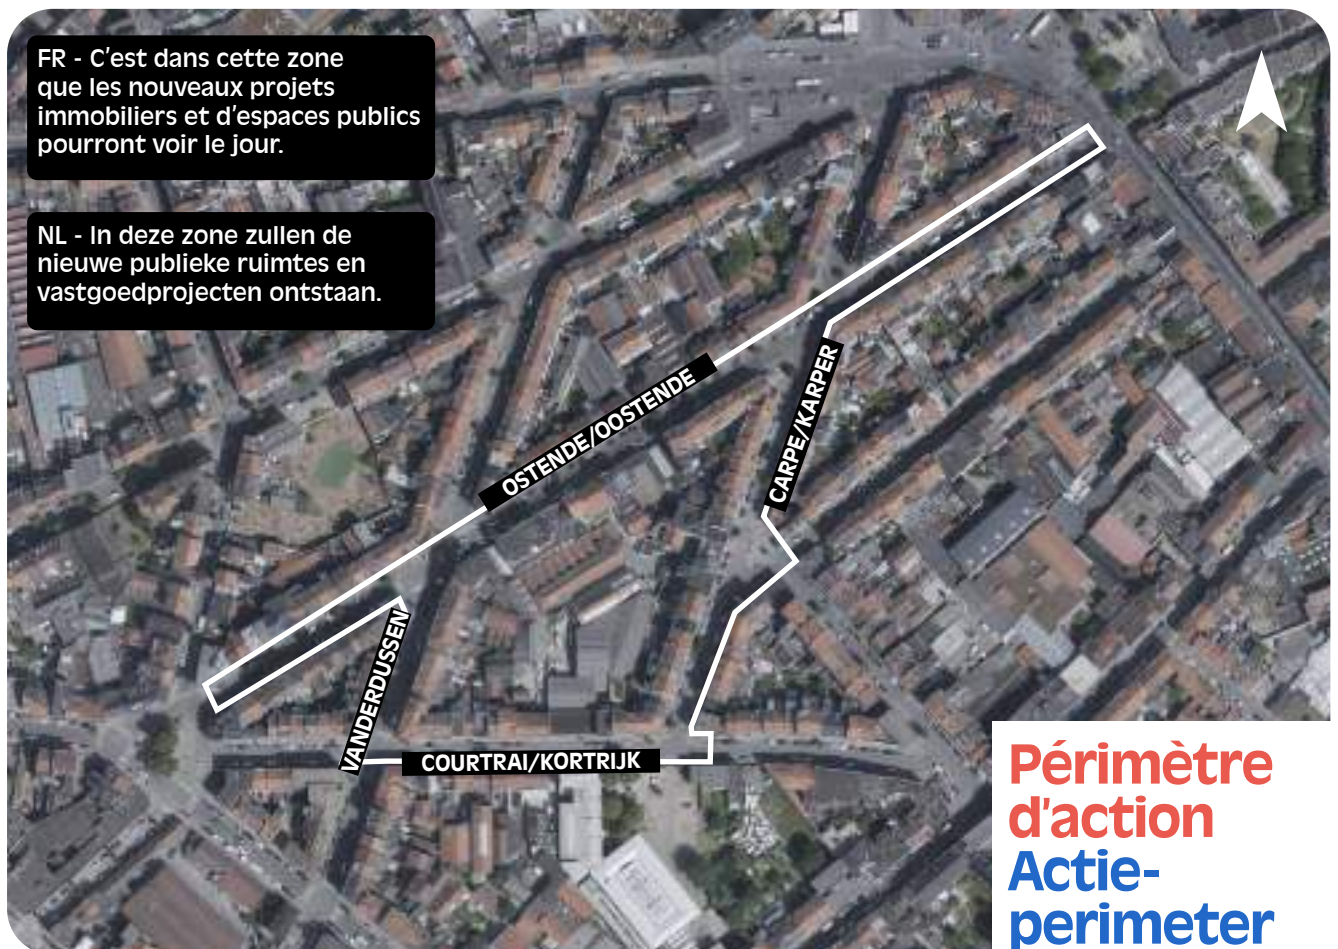 FR - C'est dans cette zone
que les nouveaux projets
immobiliers et d'espaces publics
pourront voir le jour.
NL - In deze zone zullen de
nieuwe publieke ruimtes en
vastgoedprojecten ontstaan.
OSTENDE/OOSTENDE
CARPE/KARPER
VANDERDUSSEN
COURTRAI/KORTRIJK
Périmètre
d'action
Actie-
perimeter